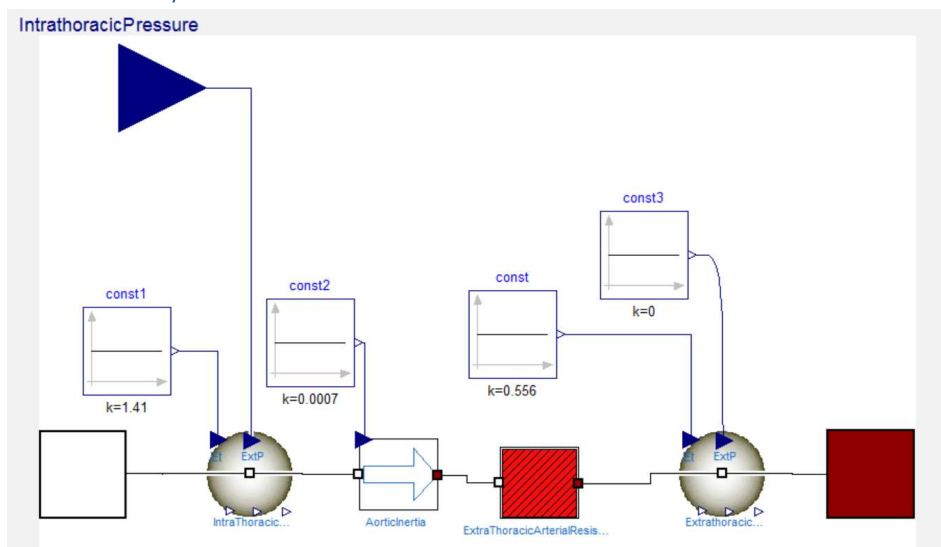 IntrathoracicPressure
const3
const
const2
const1
k=0
k=0.556
k=0.0007
k=1.41
Et ExtP
Et ExtP
IntraThoracic...
AorticInertia
ExtraThoracicArterialResis...
Extrathoracic...